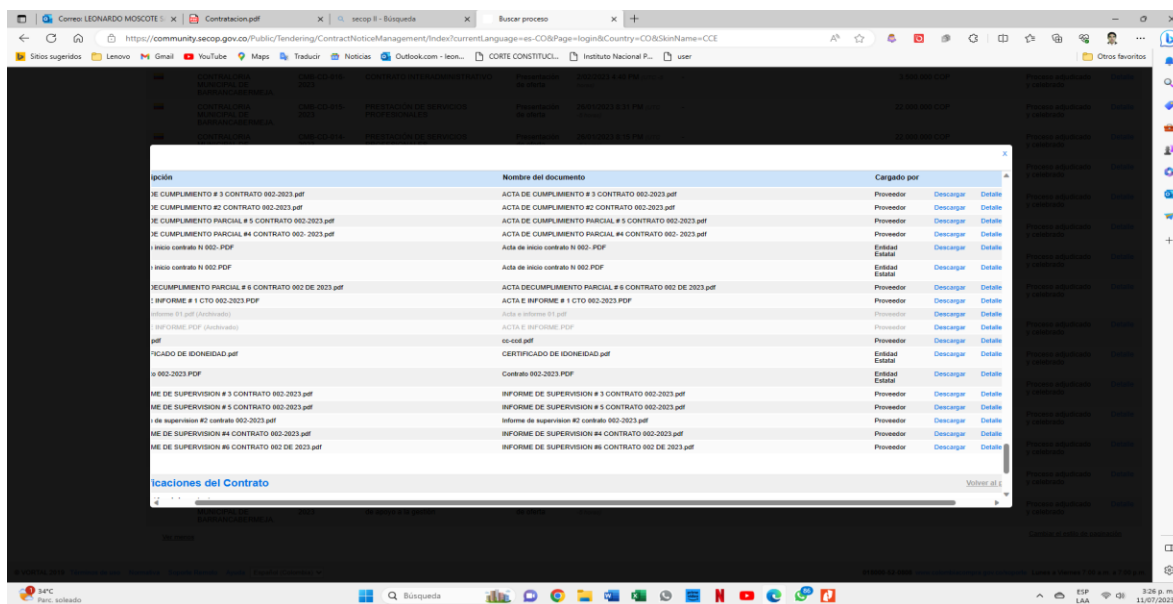 Correo: LEONARDO MOSCOTE S
Contratacion.pdf
secop II - Búsqueda
Buscar proceso
https://community.secop.gov.co/Public/Tendering/ContractNoticeManagement/Index?currentLanguage=es-CO&Page=login&Country=CO&SkinName=CCE
Sitios sugeridos Lenovo Gmail YouTube Maps Traducir Noticias Outlook.com - leon... CORTE CONSTITUCI... Instituto Nacional P... user Otros favoritos
ipción Nombre del documento Cargado por
DE CUMPLIMIENTO # 3 CONTRATO 002-2023.pdf ACTA DE CUMPLIMIENTO # 3 CONTRATO 002-2023.pdf Proveedor Descargar Detalle
DE CUMPLIMIENTO #2 CONTRATO 002-2023.pdf ACTA DE CUMPLIMIENTO #2 CONTRATO 002-2023.pdf Proveedor Descargar Detalle
DE CUMPLIMIENTO PARCIAL # 5 CONTRATO 002-2023.pdf ACTA DE CUMPLIMIENTO PARCIAL # 5 CONTRATO 002-2023.pdf Proveedor Descargar Detalle
DE CUMPLIMIENTO PARCIAL #4 CONTRATO 002- 2023.pdf ACTA DE CUMPLIMIENTO PARCIAL #4 CONTRATO 002- 2023.pdf Proveedor Descargar Detalle
inicio contrato N 002-.PDF Acta de inicio contrato N 002-.PDF Entidad Estatal Descargar Detalle
inicio contrato N 002.PDF Acta de inicio contrato N 002.PDF Entidad Estatal Descargar Detalle
DECUMPLIMIENTO PARCIAL # 6 CONTRATO 002 DE 2023.pdf ACTA DECUMPLIMIENTO PARCIAL # 6 CONTRATO 002 DE 2023.pdf Proveedor Descargar Detalle
E INFORME # 1 CTO 002-2023.PDF ACTA E INFORME # 1 CTO 002-2023.PDF Proveedor Descargar Detalle
informe 01.pdf (Archivado) Acta e informe 01.pdf Proveedor Descargar Detalle
E INFORME.PDF (Archivado) ACTA E INFORME.PDF Proveedor Descargar Detalle
pdf cc-ccd.pdf Proveedor Descargar Detalle
FICADO DE IDONEIDAD.pdf CERTIFICADO DE IDONEIDAD.pdf Entidad Estatal Descargar Detalle
o 002-2023.PDF Contrato 002-2023.PDF Entidad Estatal Descargar Detalle
ME DE SUPERVISION # 3 CONTRATO 002-2023.pdf INFORME DE SUPERVISION # 3 CONTRATO 002-2023.pdf Proveedor Descargar Detalle
ME DE SUPERVISION # 5 CONTRATO 002-2023.pdf INFORME DE SUPERVISION # 5 CONTRATO 002-2023.pdf Proveedor Descargar Detalle
de supervision #2 contrato 002-2023.pdf Informe de supervision #2 contrato 002-2023.pdf Proveedor Descargar Detalle
ME DE SUPERVISION #4 CONTRATO 002-2023.pdf INFORME DE SUPERVISION #4 CONTRATO 002-2023.pdf Proveedor Descargar Detalle
ME DE SUPERVISION #6 CONTRATO 002 DE 2023.pdf INFORME DE SUPERVISION #6 CONTRATO 002 DE 2023.pdf Proveedor Descargar Detalle
icaciones del Contrato Volver al
34°C
Parc. soleado
Búsqueda
ESP
LAA
3:26 p. m.
11/07/202